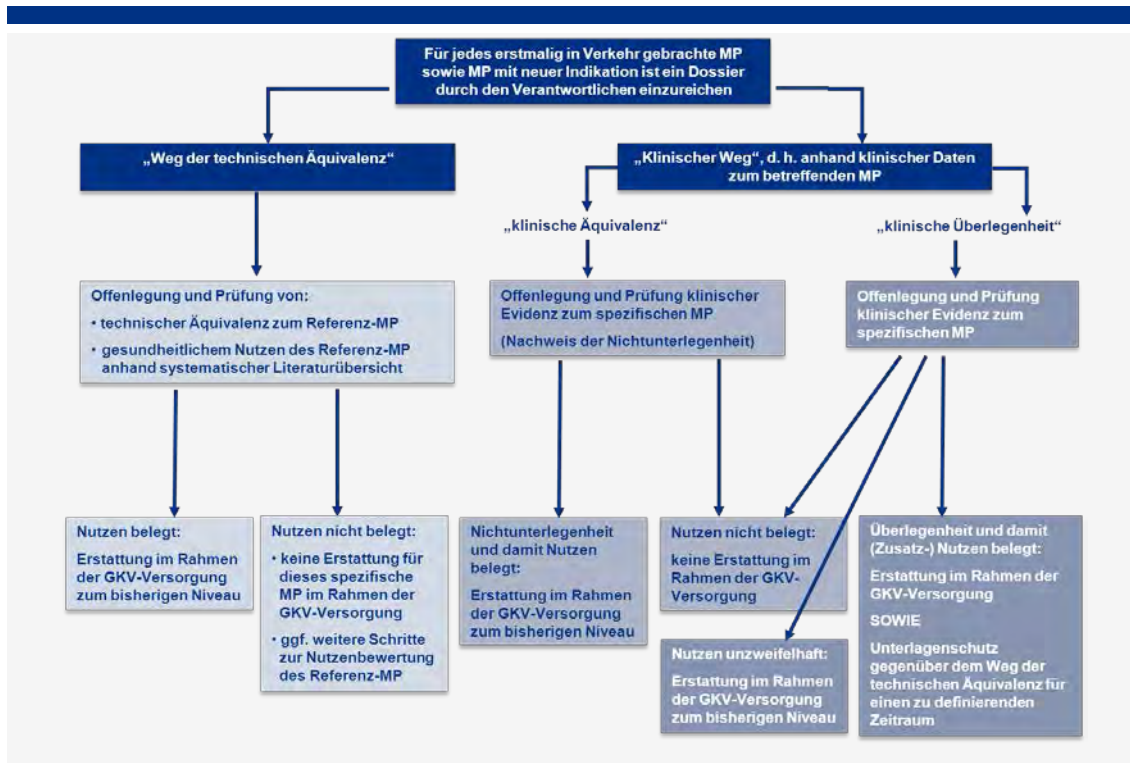 Für jedes erstmalig in Verkehr gebrachte MP
sowie MP mit neuer Indikation ist ein Dossier
durch den Verantwortlichen einzureichen
„Weg der technischen Äquivalenz“
„Klinischer Weg“, d. h. anhand klinischer Daten
zum betreffenden MP
„klinische Äquivalenz“
„klinische Überlegenheit“
Offenlegung und Prüfung von:
• technischer Äquivalenz zum Referenz-MP
• gesundheitlichem Nutzen des Referenz-MP
anhand systematischer Literaturübersicht
Offenlegung und Prüfung klinischer
Evidenz zum spezifischen MP
(Nachweis der Nichtunterlegenheit)
Offenlegung und Prüfung
klinischer Evidenz zum
spezifischen MP
Nutzen belegt:
Erstattung im Rahmen
der GKV-Versorgung
zum bisherigen Niveau
Nutzen nicht belegt:
• keine Erstattung für
dieses spezifische
MP im Rahmen der
GKV-Versorgung
• ggf. weitere Schritte
zur Nutzenbewertung
des Referenz-MP
Nichtunterlegenheit
und damit Nutzen
belegt:
Erstattung im Rahmen
der GKV-Versorgung
zum bisherigen Niveau
Nutzen nicht belegt:
keine Erstattung im
Rahmen der GKV-
Versorgung
Nutzen unzweifelhaft:
Erstattung im Rahmen
der GKV-Versorgung
zum bisherigen Niveau
Überlegenheit und damit
(Zusatz-) Nutzen belegt:
Erstattung im Rahmen der
GKV-Versorgung
SOWIE
Unterlagenschutz
gegenüber dem Weg der
technischen Äquivalenz für
einen zu definierenden
Zeitraum